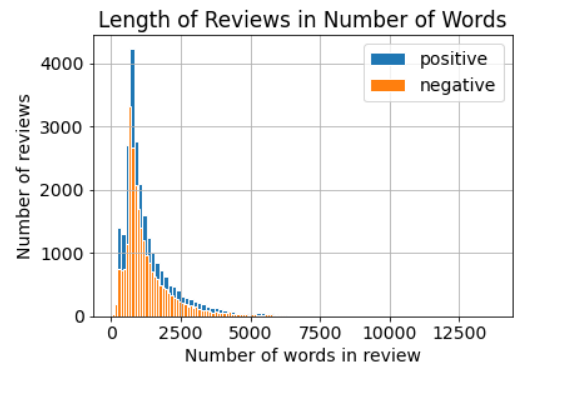 Length of Reviews in Number of Words
positive
negative
Number of reviews
4000
3000
2000
1000
0
0 2500 5000 7500 10000 12500
Number of words in review